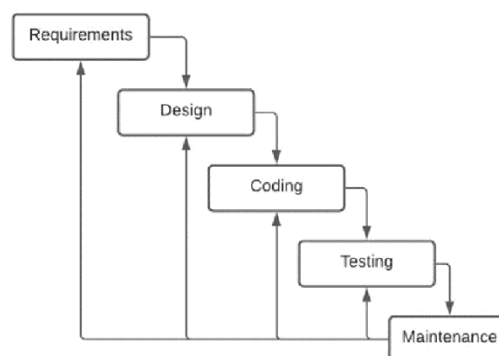 Requirements
Design
Coding
Testing
Maintenance